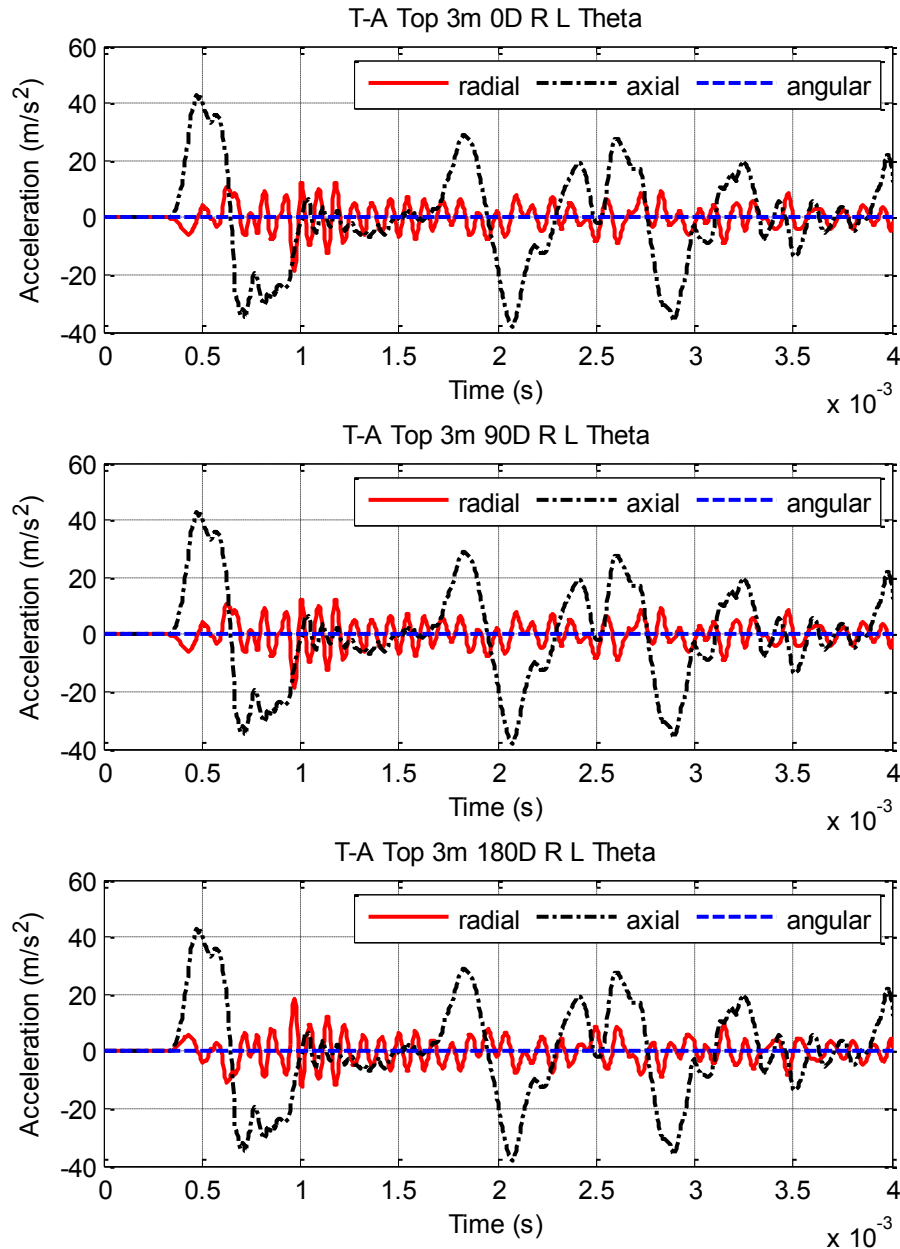 T-A Top 3m 0D R L Theta
60
radial axial angular
40
20
0
-20
-40
Acceleration (m/s²)
0 0.5 1 1.5 2 2.5 3 3.5 4
Time (s)
x 10⁻³
T-A Top 3m 90D R L Theta
60
radial axial angular
40
20
0
-20
-40
Acceleration (m/s²)
0 0.5 1 1.5 2 2.5 3 3.5 4
Time (s)
x 10⁻³
T-A Top 3m 180D R L Theta
60
radial axial angular
40
20
0
-20
-40
Acceleration (m/s²)
0 0.5 1 1.5 2 2.5 3 3.5 4
Time (s)
x 10⁻³